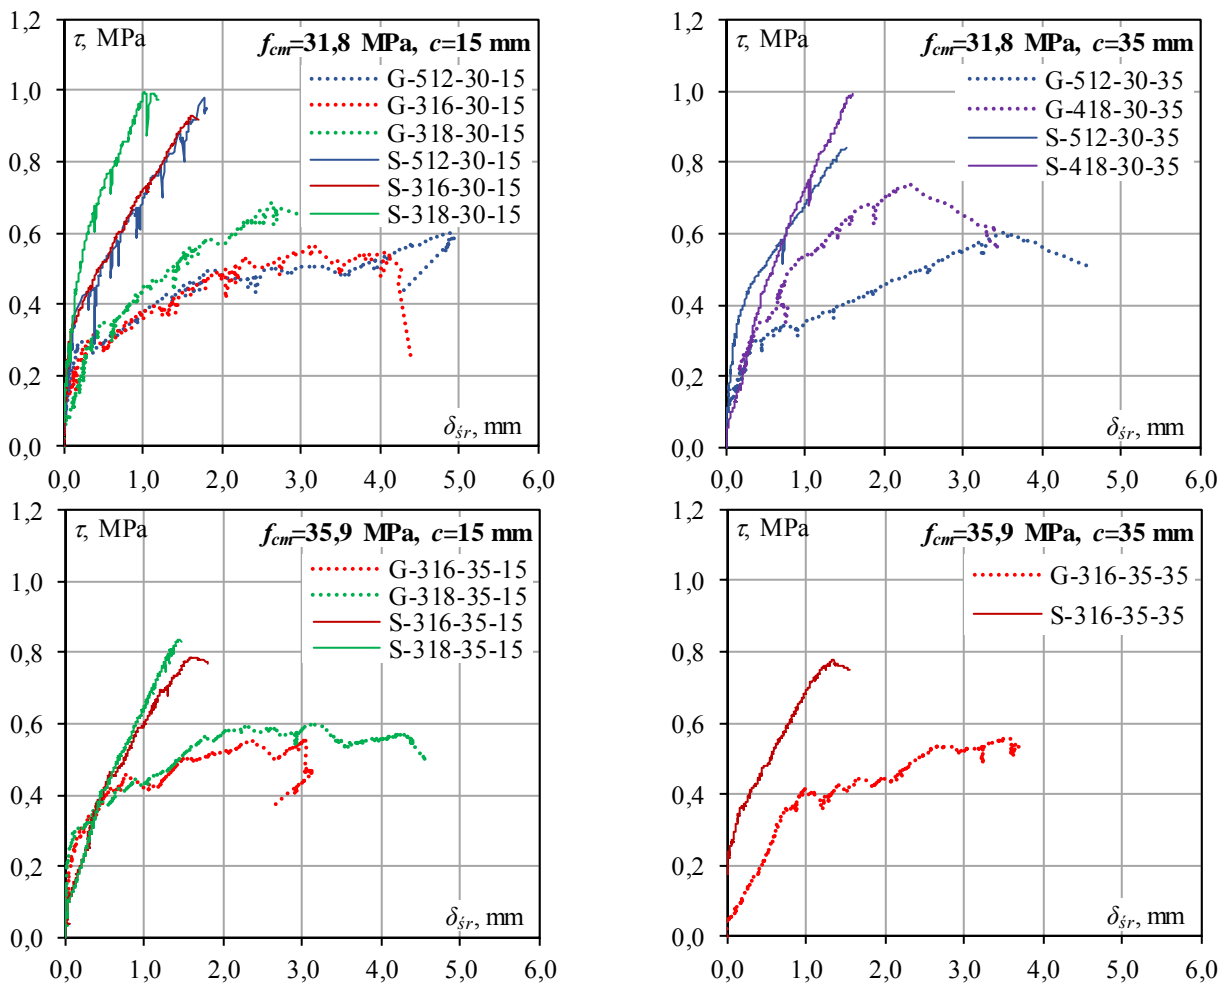 1,2
τ, MPa
f_cm=31,8 MPa, c=15 mm
G-512-30-15
1,0
G-316-30-15
G-318-30-15
0,8
S-512-30-15
S-316-30-15
S-318-30-15
0,6
0,4
0,2
δ_śr, mm
0,0
0,0 1,0 2,0 3,0 4,0 5,0 6,0
1,2
τ, MPa
f_cm=31,8 MPa, c=35 mm
G-512-30-35
1,0
G-418-30-35
S-512-30-35
0,8
S-418-30-35
0,6
0,4
0,2
δ_śr, mm
0,0
0,0 1,0 2,0 3,0 4,0 5,0 6,0
1,2
τ, MPa
f_cm=35,9 MPa, c=15 mm
G-316-35-15
1,0
G-318-35-15
S-316-35-15
S-318-35-15
0,8
0,6
0,4
0,2
δ_śr, mm
0,0
0,0 1,0 2,0 3,0 4,0 5,0 6,0
1,2
τ, MPa
f_cm=35,9 MPa, c=35 mm
G-316-35-35
1,0
S-316-35-35
0,8
0,6
0,4
0,2
δ_śr, mm
0,0
0,0 1,0 2,0 3,0 4,0 5,0 6,0